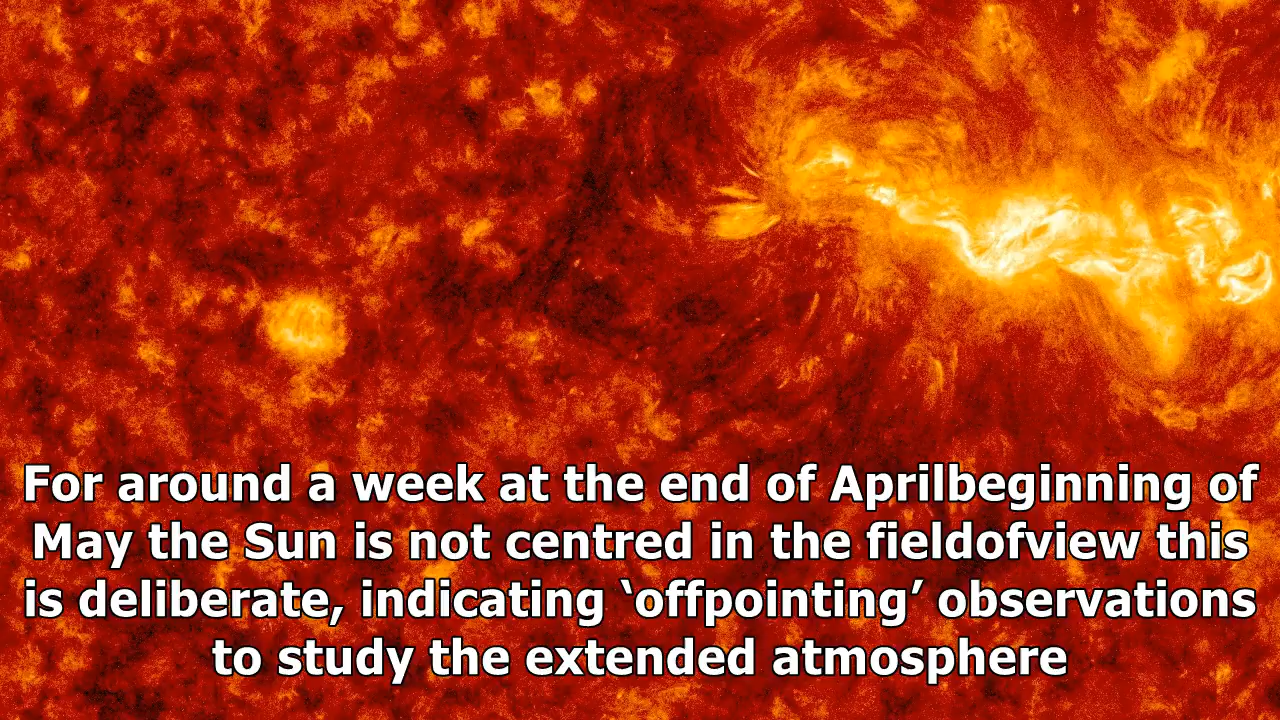 For around a week at the end of Aprilbeginning of
May the Sun is not centred in the fieldofview this
is deliberate, indicating ‘offpointing’ observations
to study the extended atmosphere